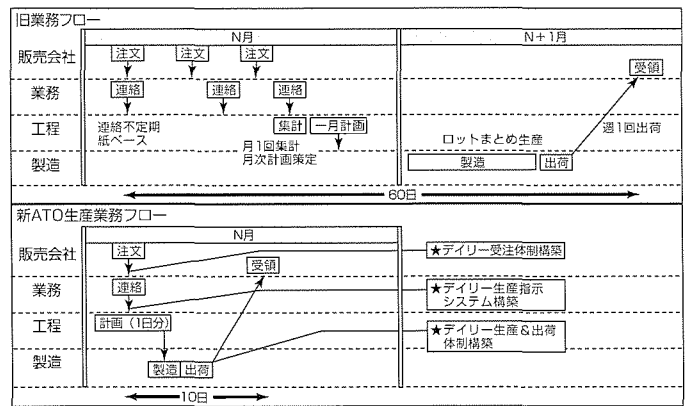 旧業務フロー
N月
N+1月
販売会社
注文
注文
注文
受領
業務
連絡
連絡
連絡
工程
連絡不定期
紙ベース
集計
一月計画
月1回集計
月次計画策定
ロットまとめ生産
週1回出荷
製造
製造
出荷
60日
新ATO生産業務フロー
N月
販売会社
注文
受領
★デイリー受注体制構築
業務
連絡
★デイリー生産指示
システム構築
工程
計画(1日分)
★デイリー生産&出荷
体制構築
製造
製造
出荷
10日